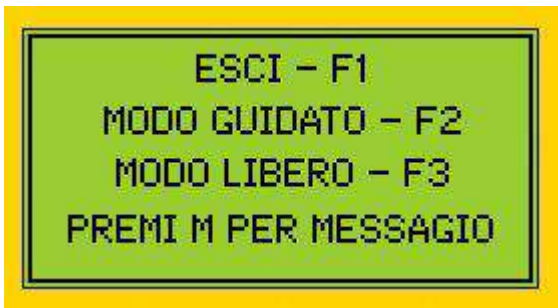 ESCI - F1
MODO GUIDATO - F2
MODO LIBERO - F3
PREMI M PER MESSAGIO